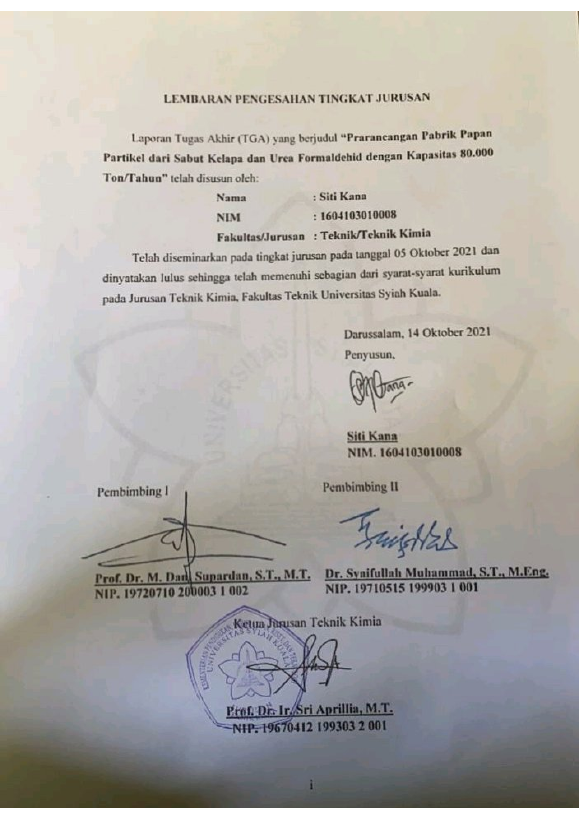 LEMBARAN PENGESAHAN TINGKAT JURUSAN
Laporan Tugas Akhir (TGA) yang berjudul “Prarancangan Pabrik Papan
Partikel dari Sabut Kelapa dan Urea Formaldehid dengan Kapasitas 80.000
Ton/Tahun” telah disusun oleh:
Nama : Siti Kana
NIM : 1604103010008
Fakultas/Jurusan : Teknik/Teknik Kimia
Telah diseminarkan pada tingkat jurusan pada tanggal 05 Oktober 2021 dan
dinyatakan lulus sehingga telah memenuhi sebagian dari syarat-syarat kurikulum
pada Jurusan Teknik Kimia, Fakultas Teknik Universitas Syiah Kuala.
Darussalam, 14 Oktober 2021
Penyusun,
Siti Kana
NIM. 1604103010008
Pembimbing I
Pembimbing II
Prof. Dr. M. Dani Supardan, S.T., M.T.
NIP. 19720710 200003 1 002
Dr. Syaifullah Muhammad, S.T., M.Eng.
NIP. 19710515 199903 1 001
Ketua Jurusan Teknik Kimia
UNIVERSITAS SYIAH KUALA
Prof. Dr. Ir. Sri Aprillia, M.T.
NIP. 19670412 199303 2 001
i